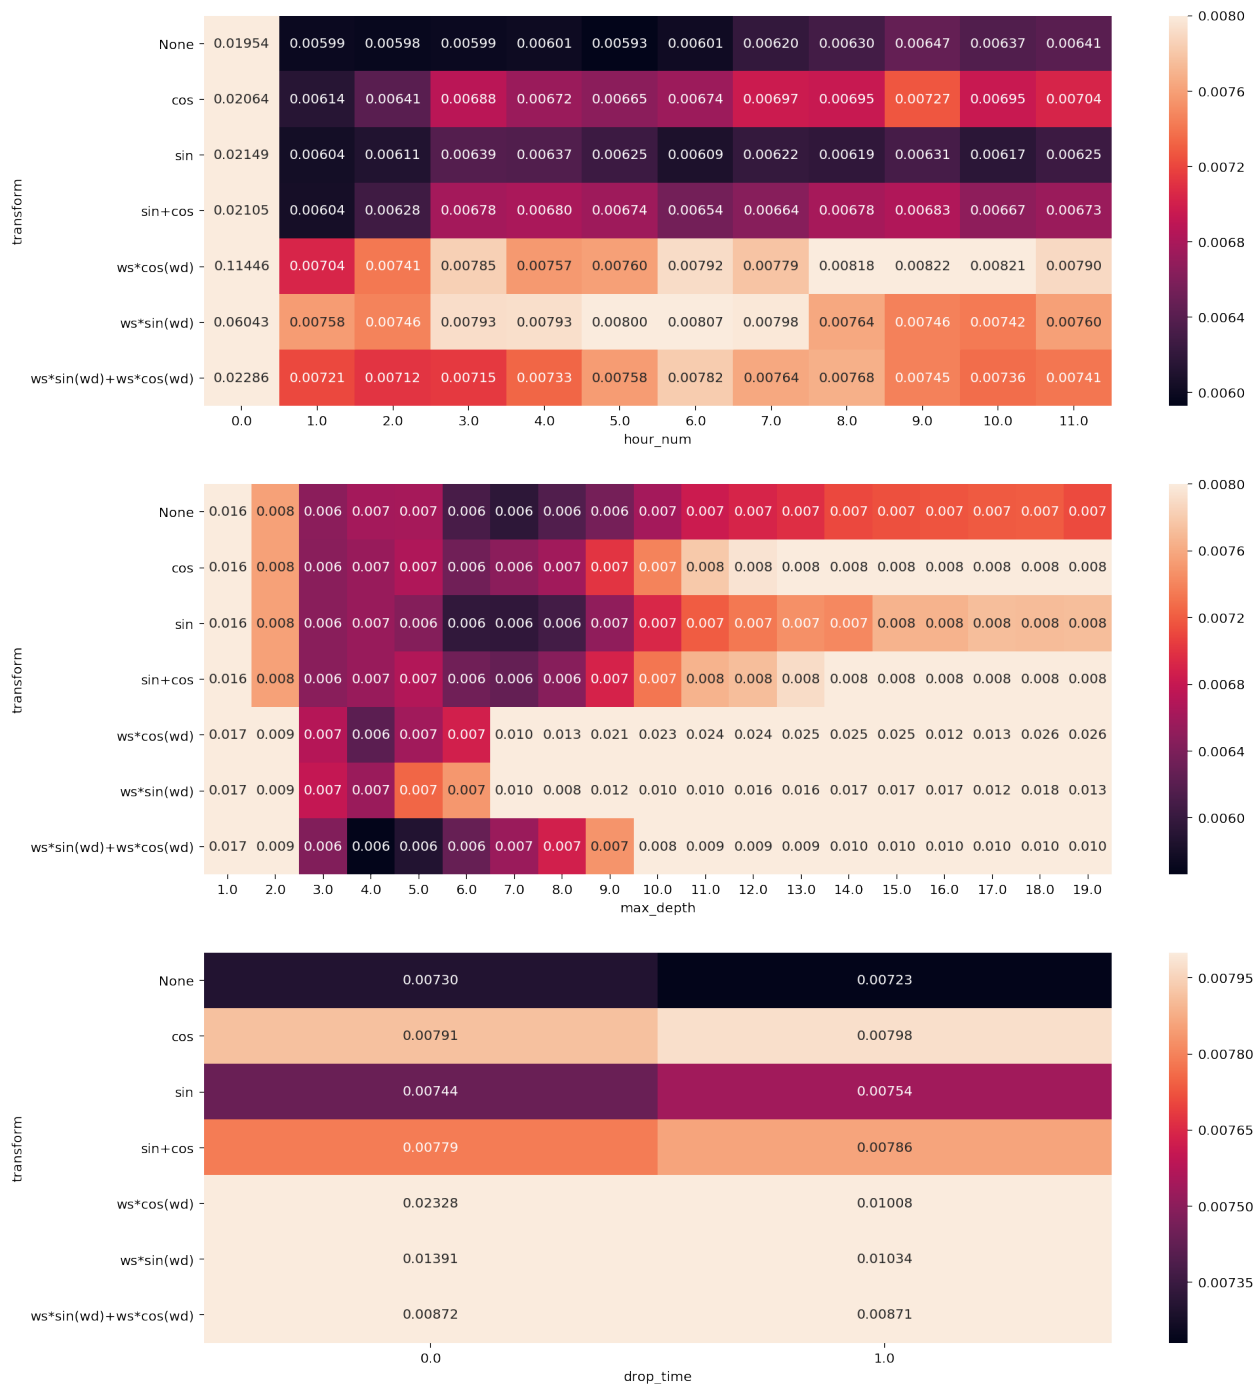 None 0.01954 0.00599 0.00598 0.00599 0.00601 0.00593 0.00601 0.00620 0.00630 0.00647 0.00637 0.00641
cos 0.02064 0.00614 0.00641 0.00688 0.00672 0.00665 0.00674 0.00697 0.00695 0.00727 0.00695 0.00704
sin 0.02149 0.00604 0.00611 0.00639 0.00637 0.00625 0.00609 0.00622 0.00619 0.00631 0.00617 0.00625
sin+cos 0.02105 0.00604 0.00628 0.00678 0.00680 0.00674 0.00654 0.00664 0.00678 0.00683 0.00667 0.00673
ws*cos(wd) 0.11446 0.00704 0.00741 0.00785 0.00757 0.00760 0.00792 0.00779 0.00818 0.00822 0.00821 0.00790
ws*sin(wd) 0.06043 0.00758 0.00746 0.00793 0.00793 0.00800 0.00807 0.00798 0.00764 0.00746 0.00742 0.00760
ws*sin(wd)+ws*cos(wd) 0.02286 0.00721 0.00712 0.00715 0.00733 0.00758 0.00782 0.00764 0.00768 0.00745 0.00736 0.00741
0.0 1.0 2.0 3.0 4.0 5.0 6.0 7.0 8.0 9.0 10.0 11.0
hour_num
transform
0.0080
0.0076
0.0072
0.0068
0.0064
0.0060
None 0.016 0.008 0.006 0.007 0.007 0.006 0.006 0.006 0.006 0.007 0.007 0.007 0.007 0.007 0.007 0.007 0.007 0.007 0.007
cos 0.016 0.008 0.006 0.007 0.007 0.006 0.006 0.007 0.007 0.007 0.008 0.008 0.008 0.008 0.008 0.008 0.008 0.008 0.008
sin 0.016 0.008 0.006 0.007 0.006 0.006 0.006 0.006 0.007 0.007 0.007 0.007 0.007 0.007 0.008 0.008 0.008 0.008 0.008
sin+cos 0.016 0.008 0.006 0.007 0.007 0.006 0.006 0.006 0.007 0.007 0.008 0.008 0.008 0.008 0.008 0.008 0.008 0.008 0.008
ws*cos(wd) 0.017 0.009 0.007 0.006 0.007 0.007 0.010 0.013 0.021 0.023 0.024 0.024 0.025 0.025 0.025 0.012 0.013 0.026 0.026
ws*sin(wd) 0.017 0.009 0.007 0.007 0.007 0.007 0.010 0.008 0.012 0.010 0.010 0.016 0.016 0.017 0.017 0.017 0.012 0.018 0.013
ws*sin(wd)+ws*cos(wd) 0.017 0.009 0.006 0.006 0.006 0.006 0.007 0.007 0.007 0.008 0.009 0.009 0.009 0.010 0.010 0.010 0.010 0.010 0.010
1.0 2.0 3.0 4.0 5.0 6.0 7.0 8.0 9.0 10.0 11.0 12.0 13.0 14.0 15.0 16.0 17.0 18.0 19.0
max_depth
transform
0.0080
0.0076
0.0072
0.0068
0.0064
0.0060
None 0.00730 0.00723
cos 0.00791 0.00798
sin 0.00744 0.00754
sin+cos 0.00779 0.00786
ws*cos(wd) 0.02328 0.01008
ws*sin(wd) 0.01391 0.01034
ws*sin(wd)+ws*cos(wd) 0.00872 0.00871
0.0 1.0
drop_time
transform
0.00795
0.00780
0.00765
0.00750
0.00735